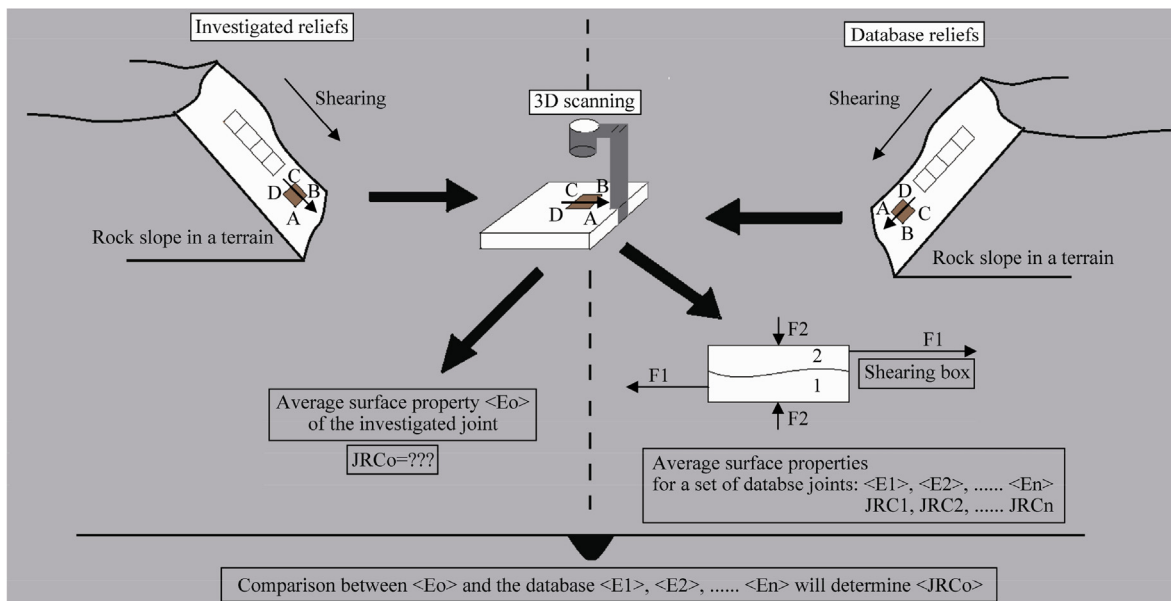 Investigated reliefs
Database reliefs
Shearing
3D scanning
Shearing
C
D
B
A
Rock slope in a terrain
C
B
D
A
D
A
C
B
Rock slope in a terrain
F2
F1
2
F1
1
Shearing box
F2
Average surface property <Eo>
of the investigated joint
JRCo=???
Average surface properties
for a set of databse joints: <E1>, <E2>, ...... <En>
JRC1, JRC2, ...... JRCn
Comparison between <Eo> and the database <E1>, <E2>, ...... <En> will determine <JRCo>